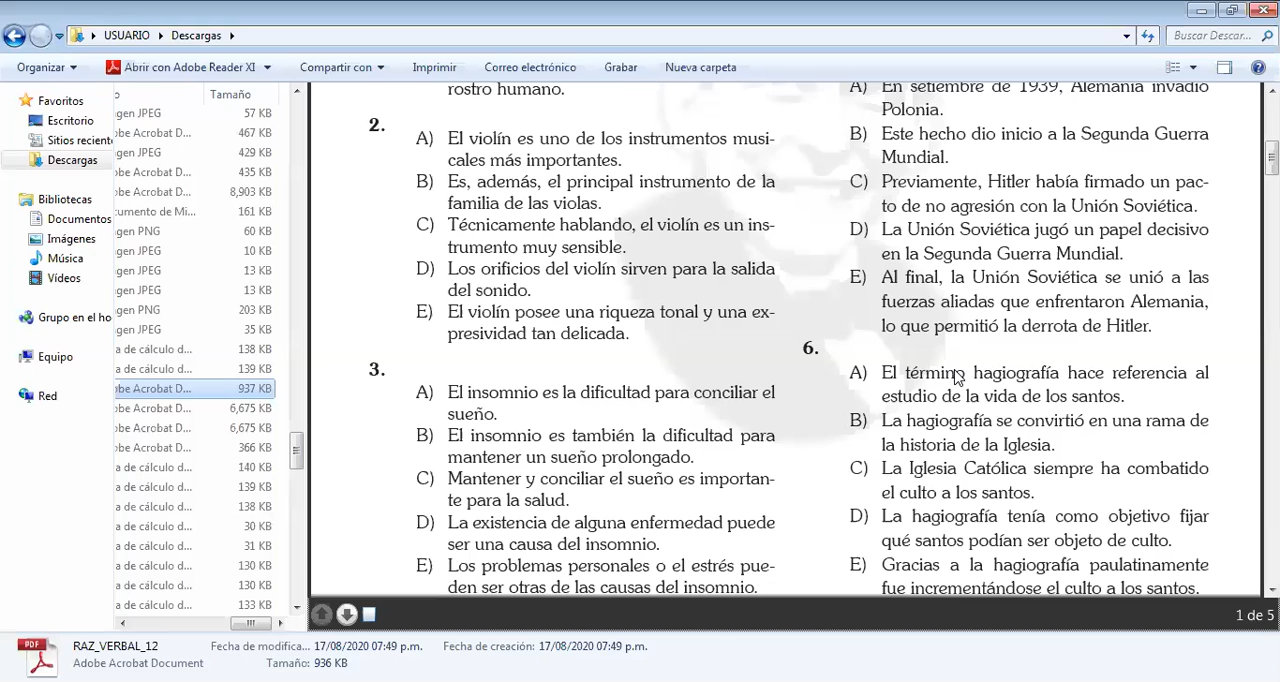 USUARIO
Descargas
Buscar Descar...
Organizar
Abrir con Adobe Reader XI
Compartir con
Imprimir
Correo electrónico
Grabar
Nueva carpeta
Favoritos
Escritorio
Sitios recient
Descargas
Bibliotecas
Documentos
Imágenes
Música
Vídeos
Grupo en el ho
Equipo
Red
o Tamaño
gen JPEG 57 KB
obe Acrobat D... 467 KB
gen JPEG 429 KB
obe Acrobat D... 435 KB
obe Acrobat D... 8,903 KB
cumento de Mi... 161 KB
gen PNG 60 KB
gen JPEG 10 KB
gen JPEG 13 KB
gen JPEG 13 KB
gen PNG 203 KB
gen JPEG 35 KB
a de cálculo d... 138 KB
a de cálculo d... 139 KB
obe Acrobat D... 937 KB
obe Acrobat D... 6,675 KB
obe Acrobat D... 6,675 KB
obe Acrobat D... 366 KB
a de cálculo d... 140 KB
a de cálculo d... 139 KB
a de cálculo d... 138 KB
a de cálculo d... 30 KB
a de cálculo d... 31 KB
a de cálculo d... 130 KB
a de cálculo d... 130 KB
a de cálculo d... 133 KB
rostro humano.
2.
A) El violín es uno de los instrumentos musi-
cales más importantes.
B) Es, además, el principal instrumento de la
familia de las violas.
C) Técnicamente hablando, el violín es un ins-
trumento muy sensible.
D) Los orificios del violín sirven para la salida
del sonido.
E) El violín posee una riqueza tonal y una ex-
presividad tan delicada.
3.
A) El insomnio es la dificultad para conciliar el
sueño.
B) El insomnio es también la dificultad para
mantener un sueño prolongado.
C) Mantener y conciliar el sueño es importan-
te para la salud.
D) La existencia de alguna enfermedad puede
ser una causa del insomnio.
E) Los problemas personales o el estrés pue-
den ser otras de las causas del insomnio.
A) En setiembre de 1939, Alemania invadió
Polonia.
B) Este hecho dio inicio a la Segunda Guerra
Mundial.
C) Previamente, Hitler había firmado un pac-
to de no agresión con la Unión Soviética.
D) La Unión Soviética jugó un papel decisivo
en la Segunda Guerra Mundial.
E) Al final, la Unión Soviética se unió a las
fuerzas aliadas que enfrentaron Alemania,
lo que permitió la derrota de Hitler.
6.
A) El término hagiografía hace referencia al
estudio de la vida de los santos.
B) La hagiografía se convirtió en una rama de
la historia de la Iglesia.
C) La Iglesia Católica siempre ha combatido
el culto a los santos.
D) La hagiografía tenía como objetivo fijar
qué santos podían ser objeto de culto.
E) Gracias a la hagiografía paulatinamente
fue incrementándose el culto a los santos.
1 de 5
PDF
RAZ_VERBAL_12 Fecha de modifica... 17/08/2020 07:49 p.m. Fecha de creación: 17/08/2020 07:49 p.m.
Adobe Acrobat Document Tamaño: 936 KB